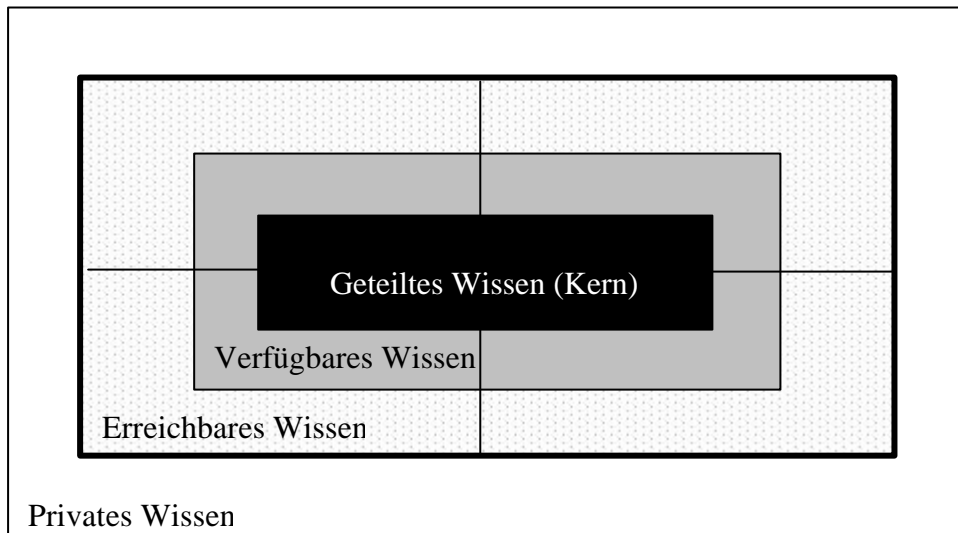 Geteiltes Wissen (Kern)
Verfügbares Wissen
Erreichbares Wissen
Privates Wissen